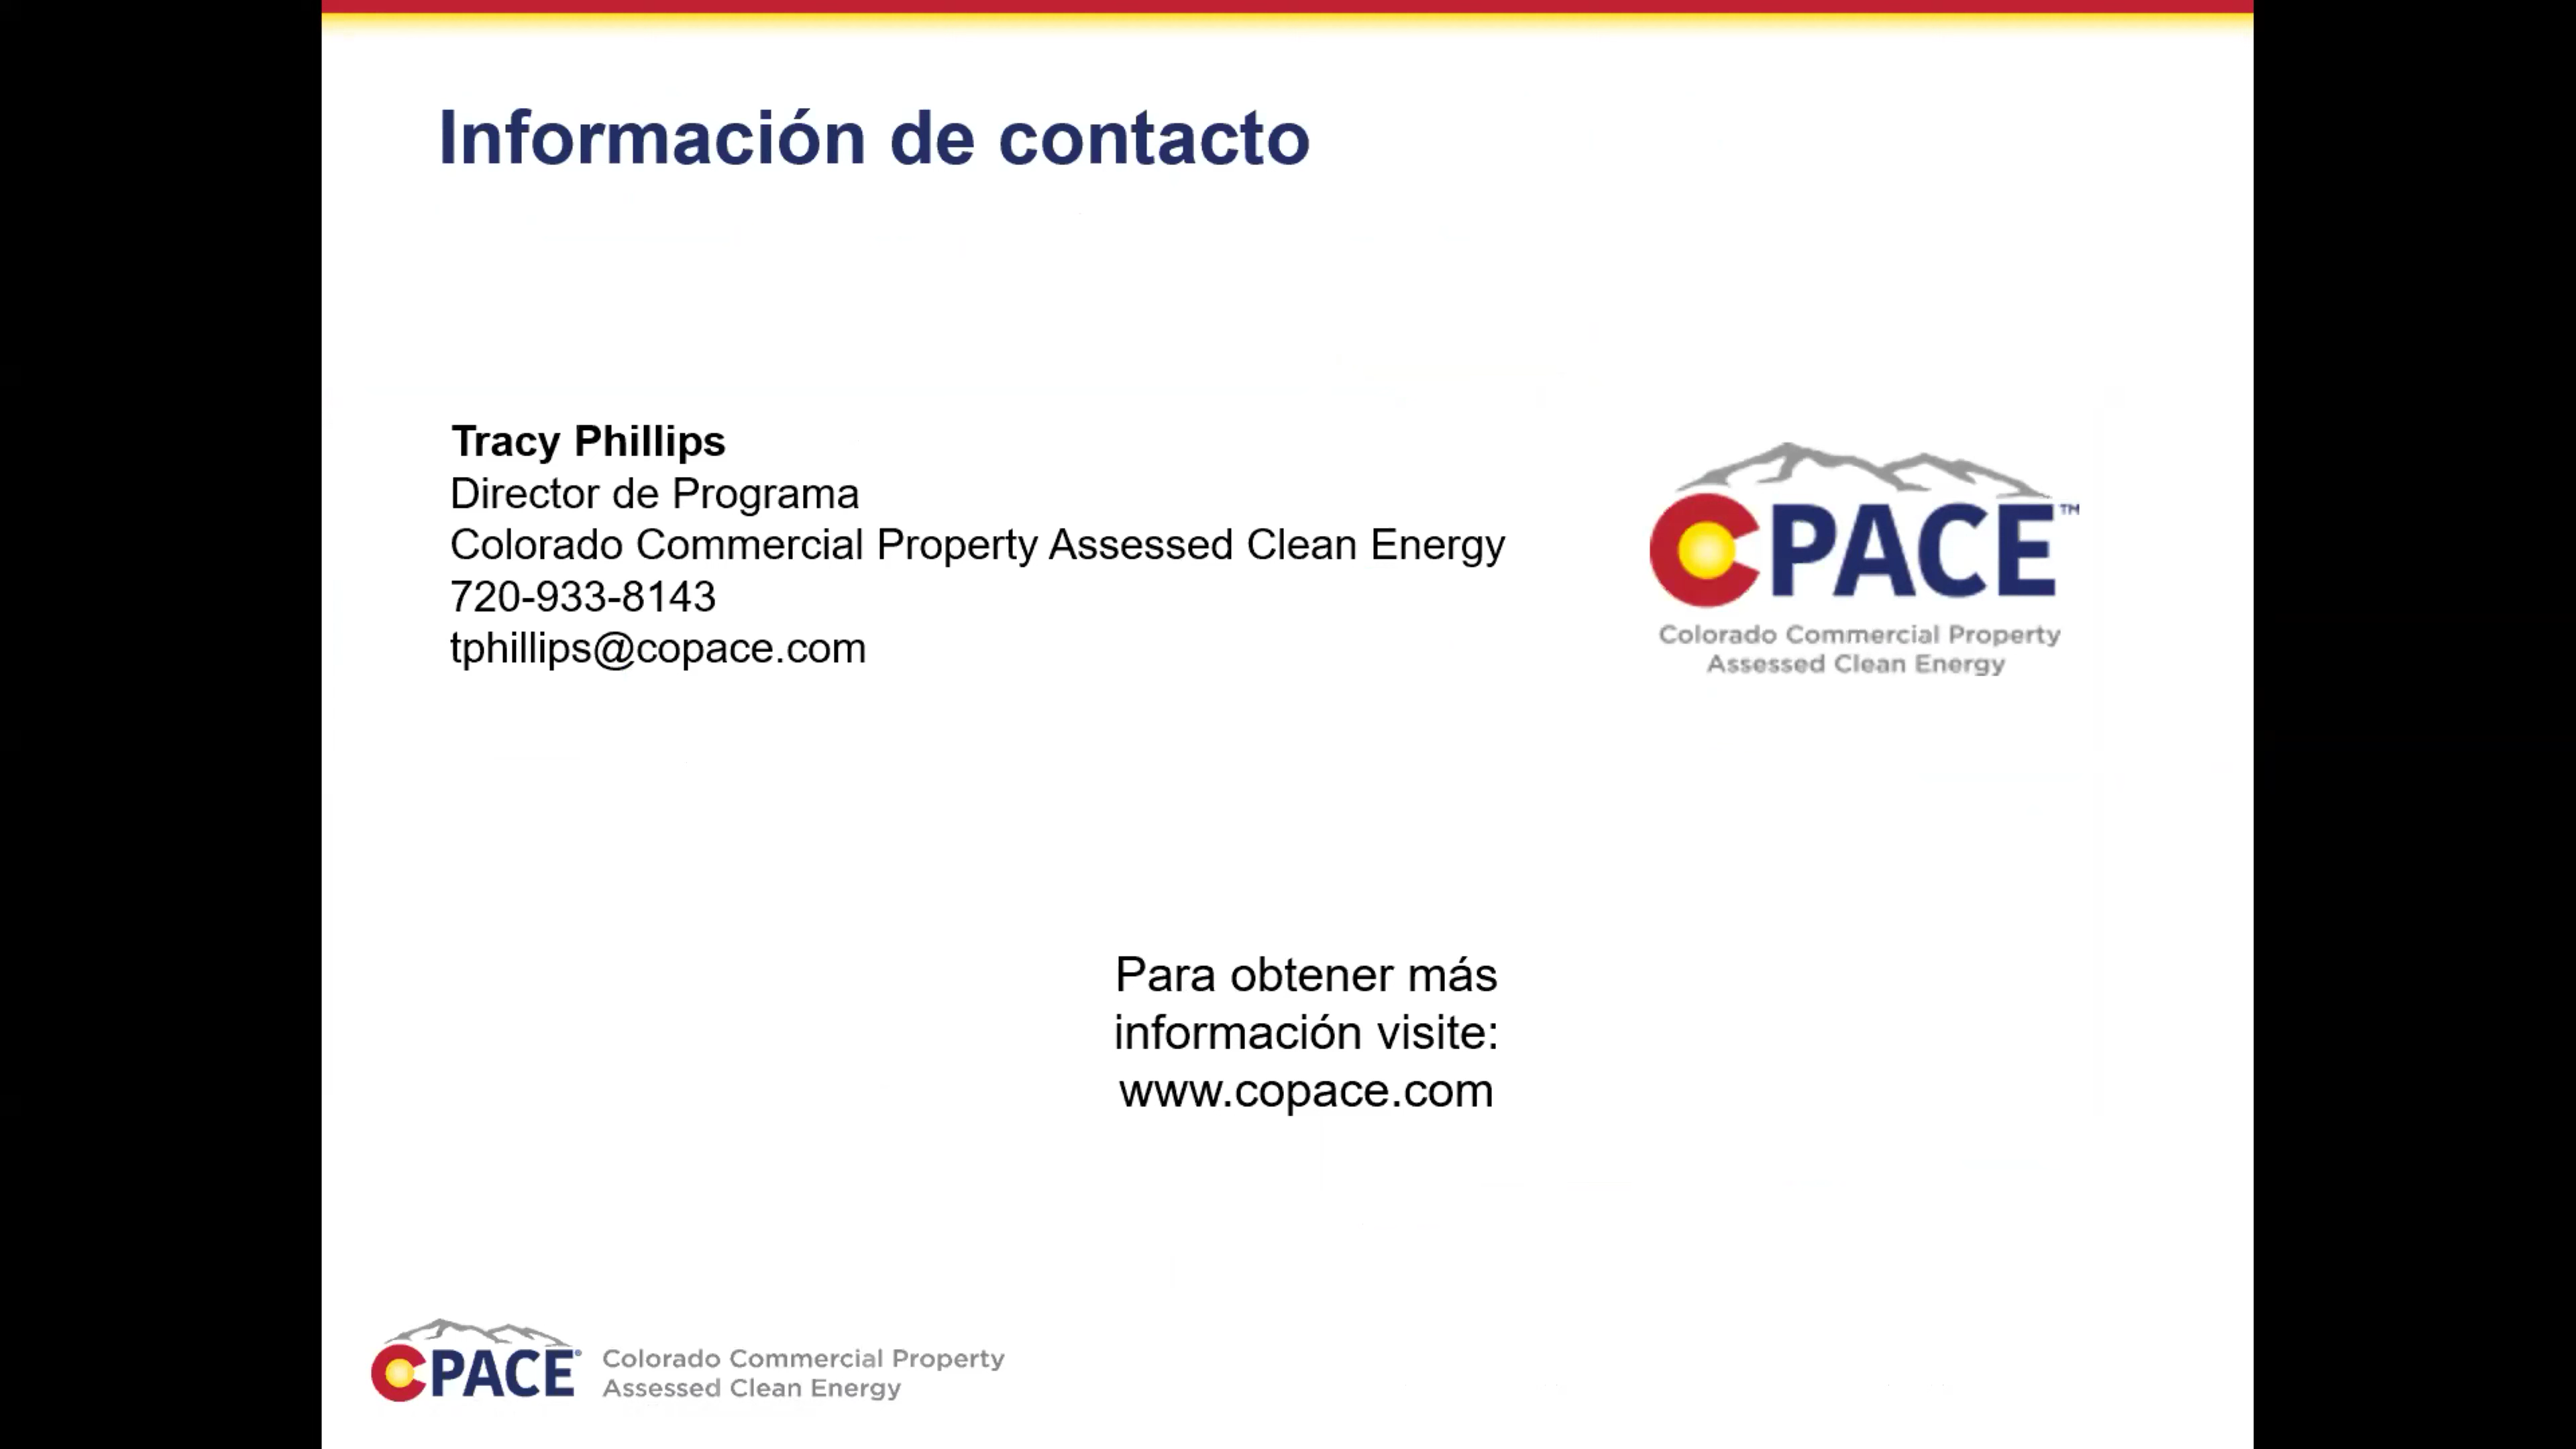 Información de contacto
Tracy Phillips
Director de Programa
Colorado Commercial Property Assessed Clean Energy
720-933-8143
tphillips@copace.com
CPACE™
Colorado Commercial Property
Assessed Clean Energy
Para obtener más
información visite:
www.copace.com
CPACE®
Colorado Commercial Property
Assessed Clean Energy